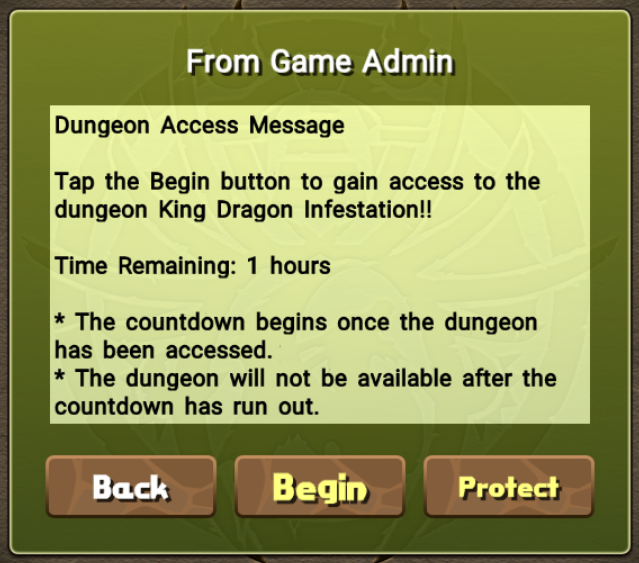 From Game Admin
Dungeon Access Message
Tap the Begin button to gain access to the
dungeon King Dragon Infestation!!
Time Remaining: 1 hours
* The countdown begins once the dungeon
has been accessed.
* The dungeon will not be available after the
countdown has run out.
Back
Begin
Protect